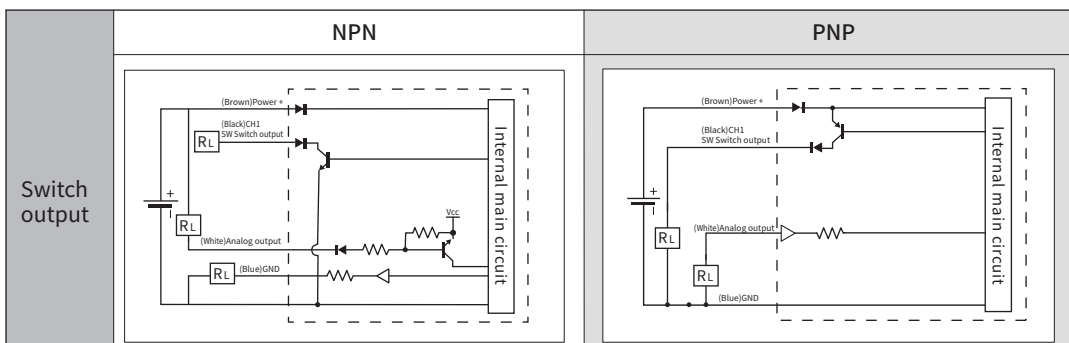 NPN
PNP
Switch
output
(Brown)Power +
(Black)CH1
SW Switch output
RL
+
−
RL
Vcc
(White)Analog output
RL
(Blue)GND
Internal main circuit
(Brown)Power +
(Black)CH1
SW Switch output
+
−
RL
(White)Analog output
RL
(Blue)GND
Internal main circuit